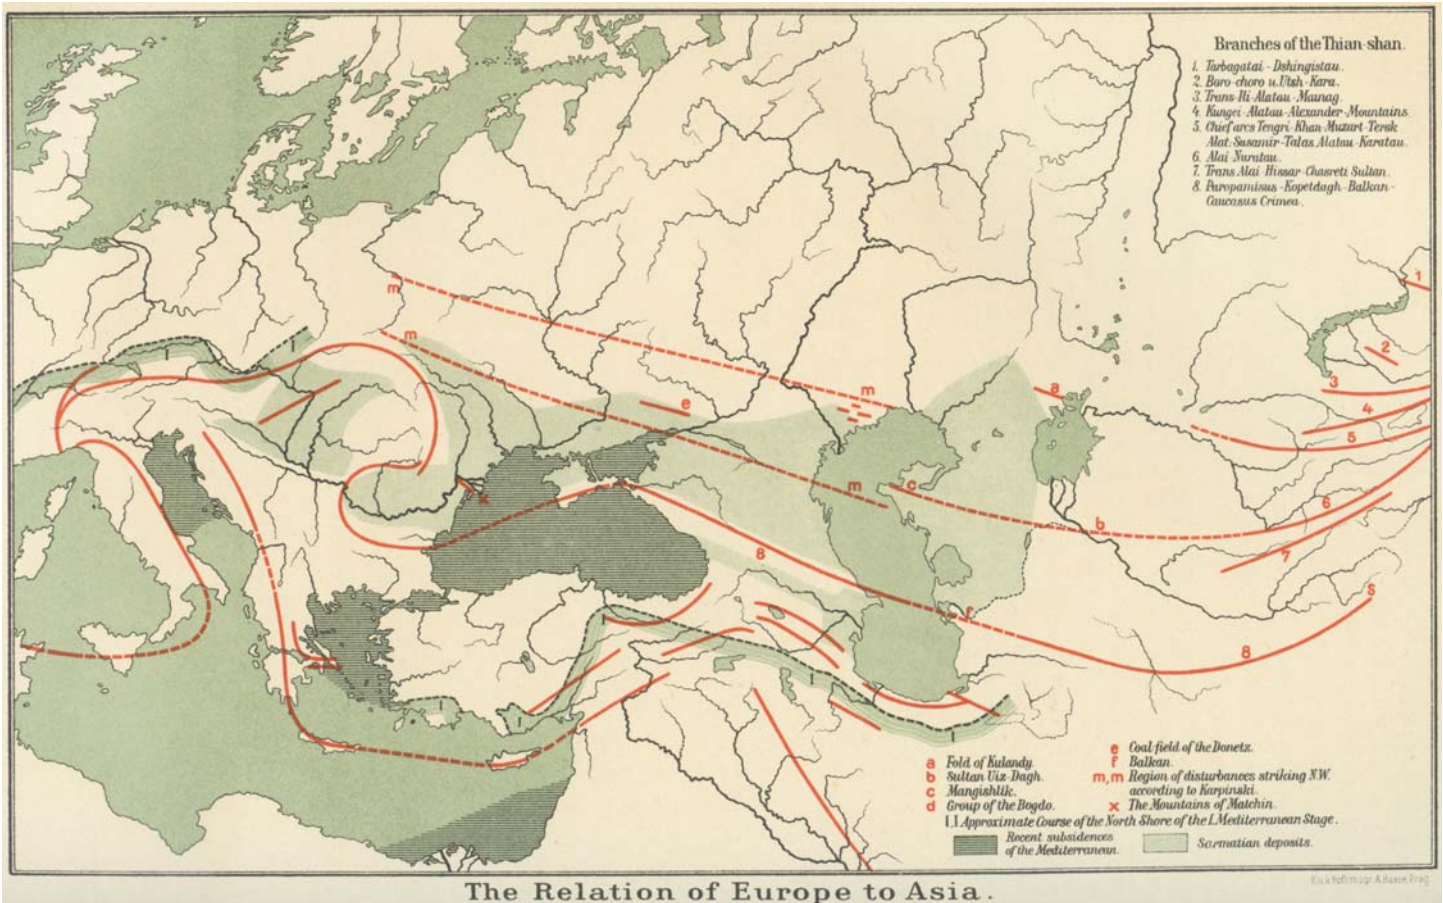 Branches of the Thian-shan.
1. Tarbagatai - Dshingistau.
2. Boro-choro u. Utsh-Kara.
3. Trans-Ili-Alatau-Mainag.
4. Kungei-Alatau-Alexander-Mountains.
5. Chief arcs Tengri-Khan-Muzart-Terek
Alat. Susamir-Talas Alatau-Karatau.
6. Alai Nuratau.
7. Trans Alai-Hissar-Chasreti Sultan.
8. Paropamisus-Kopetdagh-Balkan-
Caucasus Crimea.
1
m
m
I
I
2
3
a
m
e
4
5
m
c
x
b
6
8
7
f
S
8
I
I
I
I
a Fold of Kulandy.
b Sultan Uiz-Dagh.
c Mangishlik.
d Group of the Bogdo.
e Coal-field of the Donetz.
f Balkan.
m,m Region of disturbances striking N.W.
according to Karpinski.
x The Mountains of Matchin.
I,I Approximate Course of the North Shore of the I. Mediterranean Stage.
Recent subsidences
of the Mediterranean.
Sarmatian deposits.
The Relation of Europe to Asia.